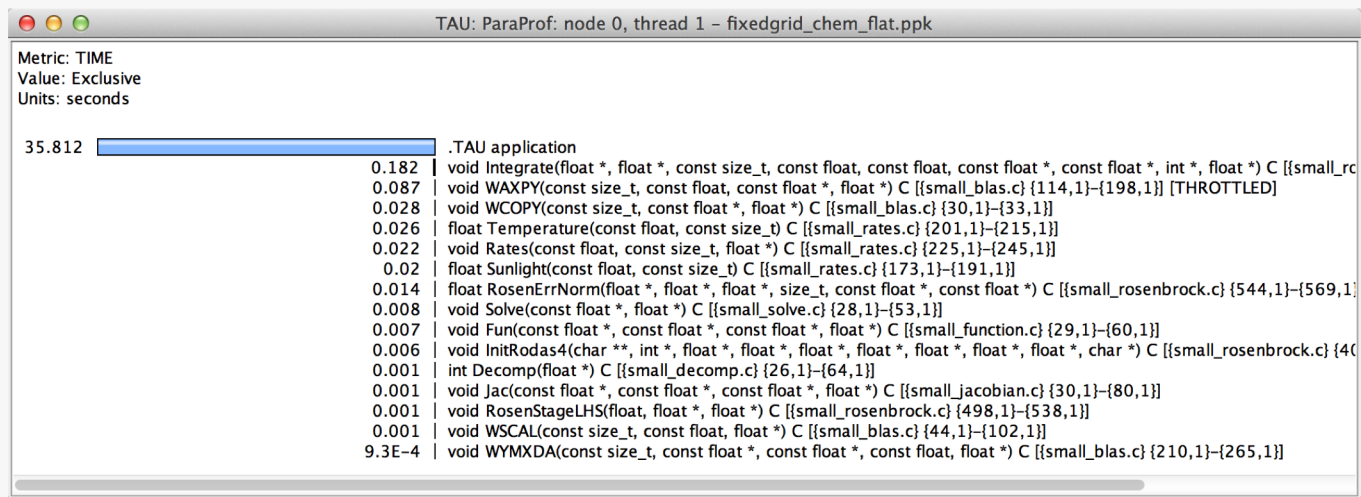 TAU: ParaProf: node 0, thread 1 – fixedgrid_chem_flat.ppk
Metric: TIME
Value: Exclusive
Units: seconds
35.812 .TAU application
0.182 void Integrate(float *, float *, const size_t, const float, const float, const float *, const float *, int *, float *) C [{small_ro
0.087 void WAXPY(const size_t, const float, const float *, float *) C [{small_blas.c} {114,1}–{198,1}] [THROTTLED]
0.028 void WCOPY(const size_t, const float *, float *) C [{small_blas.c} {30,1}–{33,1}]
0.026 float Temperature(const float, const size_t) C [{small_rates.c} {201,1}–{215,1}]
0.022 void Rates(const float, const size_t, float *) C [{small_rates.c} {225,1}–{245,1}]
0.02 float Sunlight(const float, const size_t) C [{small_rates.c} {173,1}–{191,1}]
0.014 float RosenErrNorm(float *, float *, float *, size_t, const float *, const float *) C [{small_rosenbrock.c} {544,1}–{569,1}
0.008 void Solve(const float *, float *) C [{small_solve.c} {28,1}–{53,1}]
0.007 void Fun(const float *, const float *, const float *, float *) C [{small_function.c} {29,1}–{60,1}]
0.006 void InitRodas4(char **, int *, float *, float *, float *, float *, float *, float *, float *, char *) C [{small_rosenbrock.c} {40
0.001 int Decomp(float *) C [{small_decomp.c} {26,1}–{64,1}]
0.001 void Jac(const float *, const float *, const float *, float *) C [{small_jacobian.c} {30,1}–{80,1}]
0.001 void RosenStageLHS(float, float *, float *) C [{small_rosenbrock.c} {498,1}–{538,1}]
0.001 void WSCAL(const size_t, const float, float *) C [{small_blas.c} {44,1}–{102,1}]
9.3E-4 void WYMXDA(const size_t, const float *, const float *, const float, float *) C [{small_blas.c} {210,1}–{265,1}]